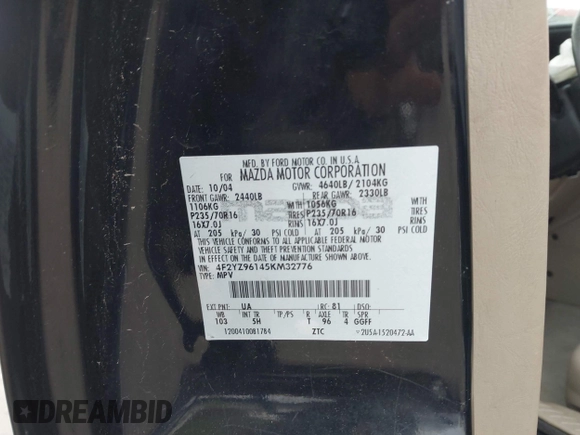 MFD. BY FORD MOTOR CO. IN U.S.A.
FOR MAZDA MOTOR CORPORATION
DATE: 10/04 GVWR: 4640LB/ 2104KG
FRONT GAWR: 2440LB REAR GAWR: 2330LB
1106KG 1056KG
P235/70R16 TIRES P235/70R16 TIRES
16X7.0J RIMS 16X7.0J RIMS
AT 205 kPa/ 30 PSI COLD AT 205 kPa/ 30 PSI COLD
THIS VEHICLE CONFORMS TO ALL APPLICABLE FEDERAL MOTOR
VEHICLE SAFETY AND THEFT PREVENTION STANDARDS
IN EFFECT ON THE DATE OF MANUFACTURE SHOWN ABOVE.
VEHICLE IDENTIFICATION NO.: 4F2YZ96145KM32776
TYPE: MPV
EXT PNT: UA RC: 81 DSO:
WB INT TR TP/PS R AXLE TR
103 5H T 96 4 GGFF
1200410081784 ZTC 2U5A-1520472-AA
DREAMBID